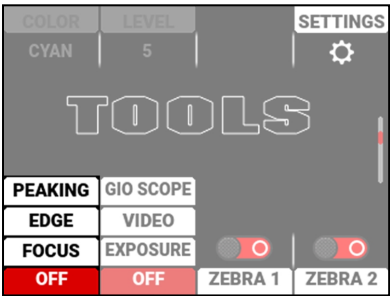 COLOR LEVEL SETTINGS
CYAN 5
TOOLS
PEAKING GIO SCOPE
EDGE VIDEO
FOCUS EXPOSURE
OFF OFF ZEBRA 1 ZEBRA 2